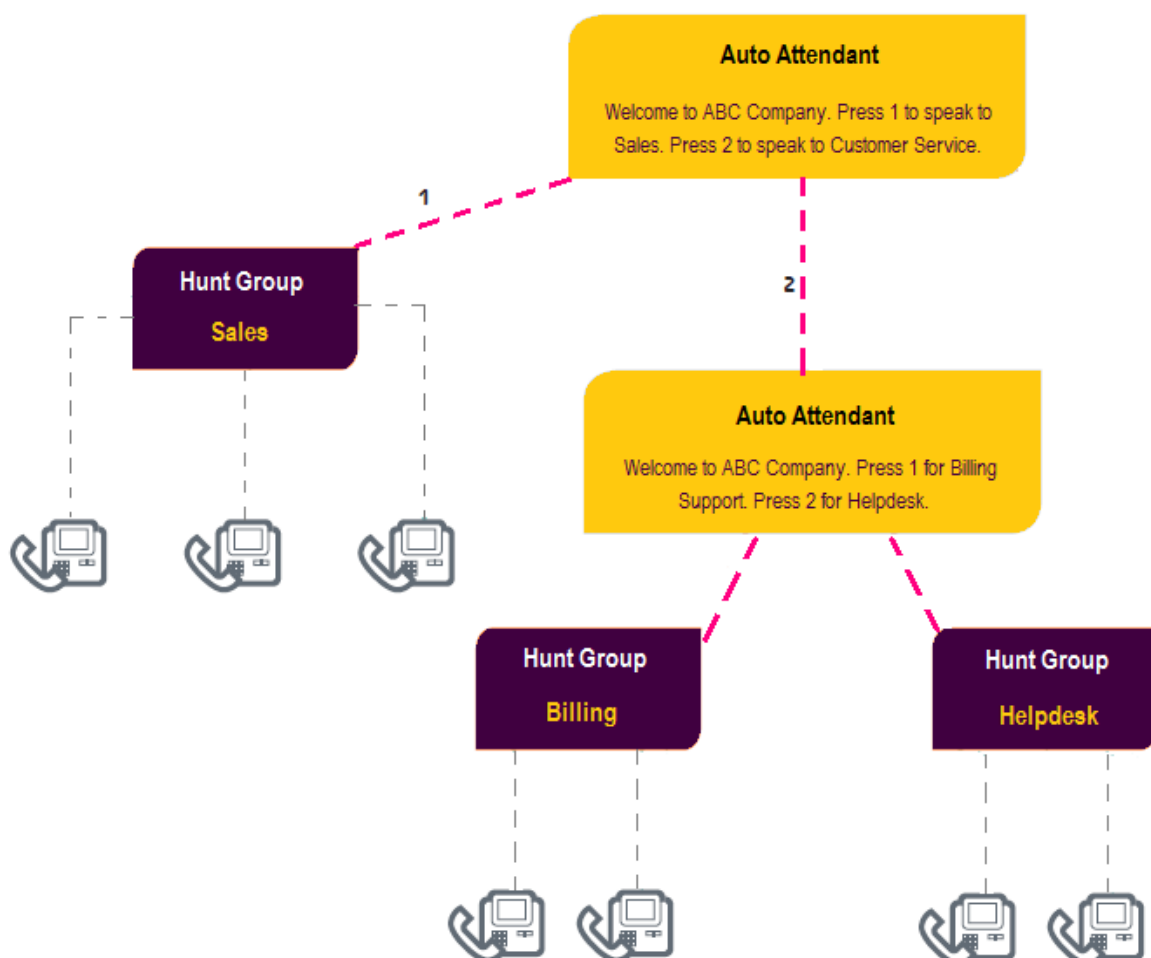 Auto Attendant
Welcome to ABC Company. Press 1 to speak to
Sales. Press 2 to speak to Customer Service.
1
Hunt Group
Sales
2
Auto Attendant
Welcome to ABC Company. Press 1 for Billing
Support. Press 2 for Helpdesk.
Hunt Group
Billing
Hunt Group
Helpdesk